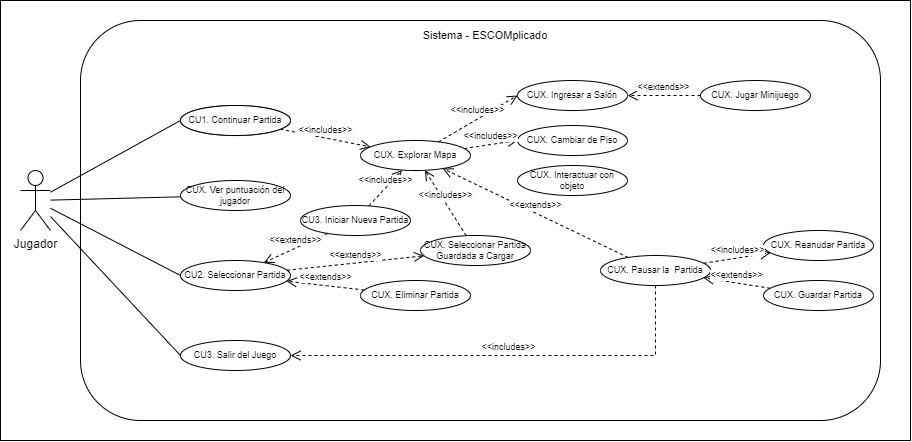 Sistema - ESCOMplicado
CUX. Ingresar a Salón
<<extends>>
CUX. Jugar Minijuego
<<includes>>
CU1. Continuar Partida
<<includes>>
<<includes>>
CUX. Cambiar de Piso
CUX. Explorar Mapa
CUX. Interactuar con
objeto
<<includes>>
CUX. Ver puntuación del
jugador
<<includes>>
<<extends>>
CU3. Iniciar Nueva Partida
Jugador
<<extends>>
CUX. Seleccionar Partida
Guardada a Cargar
<<extends>>
CUX. Reanudar Partida
<<includes>>
CU2. Seleccionar Partida
<<extends>>
CUX. Pausar la Partida
<<extends>>
CUX. Eliminar Partida
CUX. Guardar Partida
<<includes>>
CU3. Salir del Juego